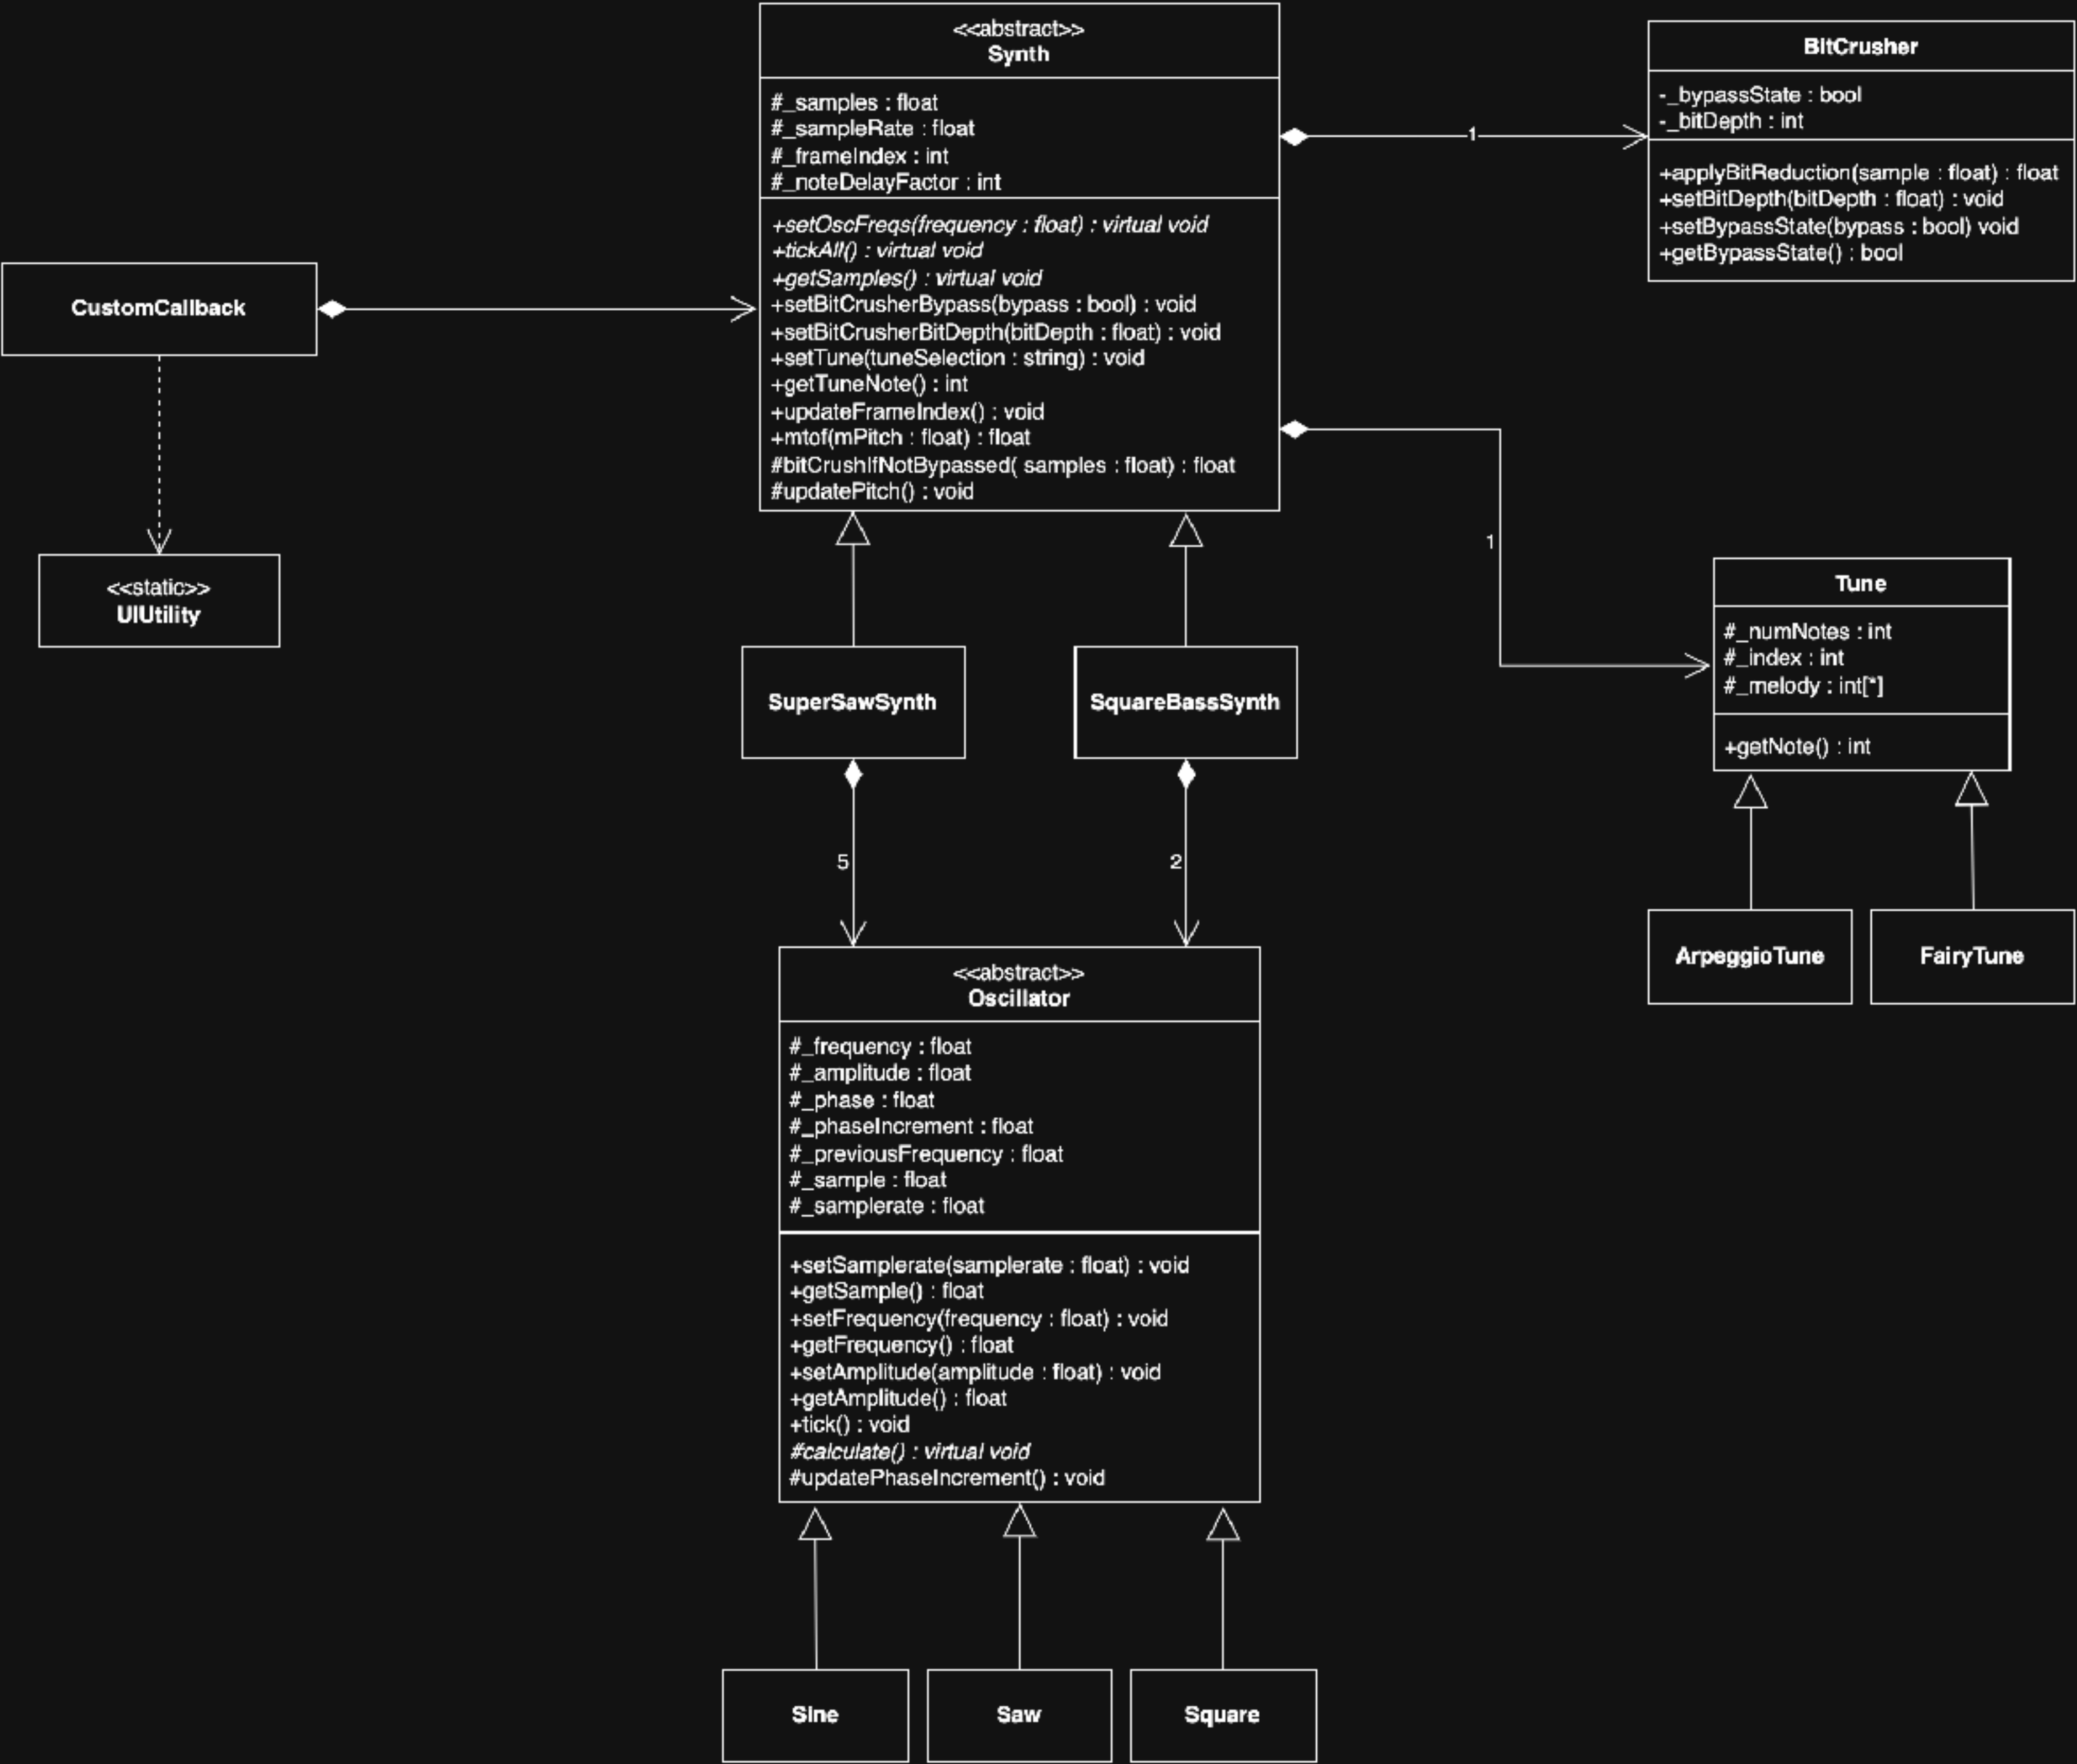 <<abstract>>
Synth
#_samples : float
#_sampleRate : float
#_frameIndex : int
#_noteDelayFactor : int
+setOscFreqs(frequency : float) : virtual void
+tickAll() : virtual void
+getSamples() : virtual void
+setBitCrusherBypass(bypass : bool) : void
+setBitCrusherBitDepth(bitDepth : float) : void
+setTune(tuneSelection : string) : void
+getTuneNote() : int
+updateFrameIndex() : void
+mtof(mPitch : float) : float
#bitCrushIfNotBypassed( samples : float) : float
#updatePitch() : void
BitCrusher
-_bypassState : bool
-_bitDepth : int
+applyBitReduction(sample : float) : float
+setBitDepth(bitDepth : float) : void
+setBypassState(bypass : bool) void
+getBypassState() : bool
1
CustomCallback
<<static>>
UIUtility
1
Tune
#_numNotes : int
#_index : int
#_melody : int[*]
+getNote() : int
SuperSawSynth
SquareBassSynth
5
2
ArpeggioTune
FairyTune
<<abstract>>
Oscillator
#_frequency : float
#_amplitude : float
#_phase : float
#_phaseIncrement : float
#_previousFrequency : float
#_sample : float
#_samplerate : float
+setSamplerate(samplerate : float) : void
+getSample() : float
+setFrequency(frequency : float) : void
+getFrequency() : float
+setAmplitude(amplitude : float) : void
+getAmplitude() : float
+tick() : void
#calculate() : virtual void
#updatePhaseIncrement() : void
Sine
Saw
Square